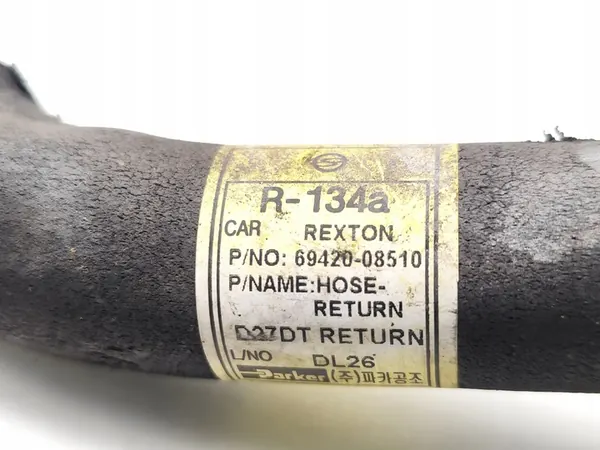 R-134a
CAR REXTON
P/NO: 69420-08510
P/NAME:HOSE-
RETURN
D27DT RETURN
L/NO DL26
Parker (주)파카공조